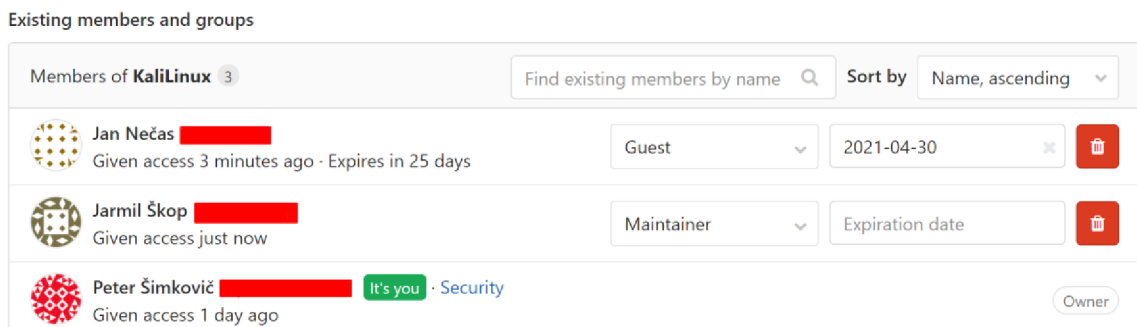 Existing members and groups
Members of KaliLinux 3
Find existing members by name
Sort by
Name, ascending
Jan Nečas
Given access 3 minutes ago · Expires in 25 days
Guest
2021-04-30
Jarmil Škop
Given access just now
Maintainer
Expiration date
Peter Šimkovič It's you · Security
Given access 1 day ago
Owner